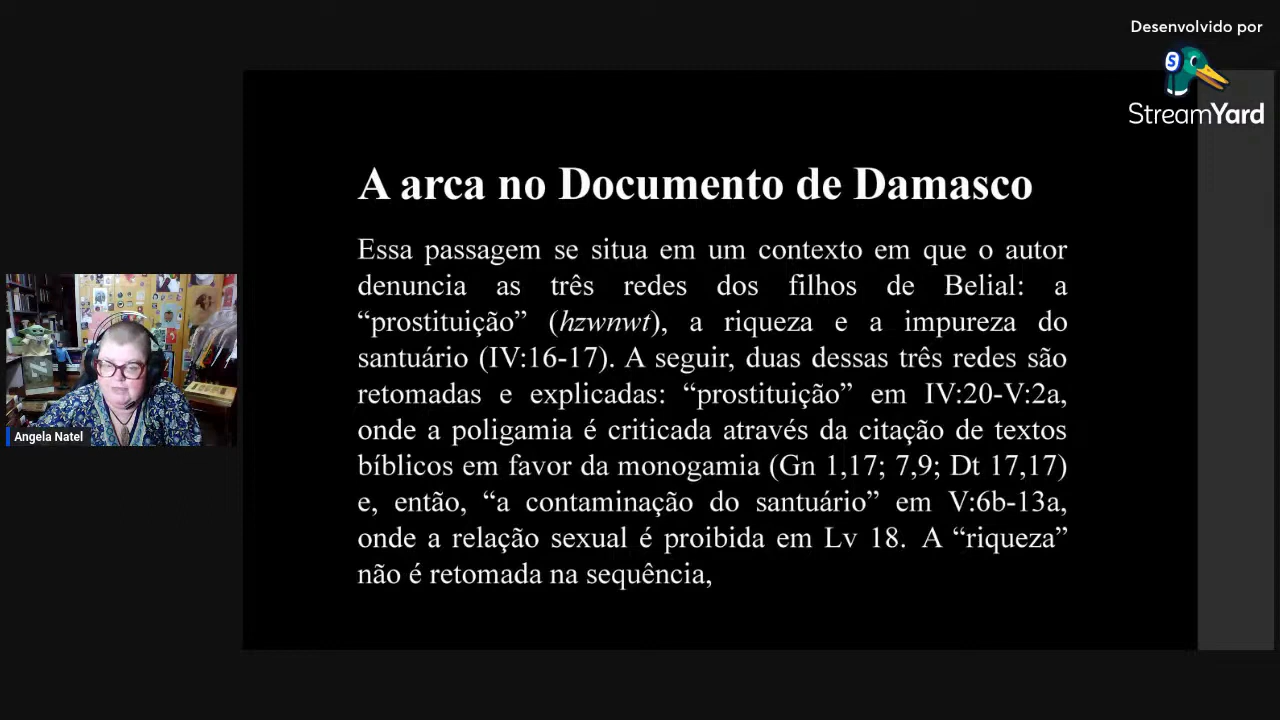 Desenvolvido por
StreamYard
A arca no Documento de Damasco
Essa passagem se situa em um contexto em que o autor
denuncia as três redes dos filhos de Belial: a
“prostituição” (hzwnwt), a riqueza e a impureza do
santuário (IV:16-17). A seguir, duas dessas três redes são
retomadas e explicadas: “prostituição” em IV:20-V:2a,
onde a poligamia é criticada através da citação de textos
bíblicos em favor da monogamia (Gn 1,17; 7,9; Dt 17,17)
e, então, “a contaminação do santuário” em V:6b-13a,
onde a relação sexual é proibida em Lv 18. A “riqueza”
não é retomada na sequência,
Angela Natel